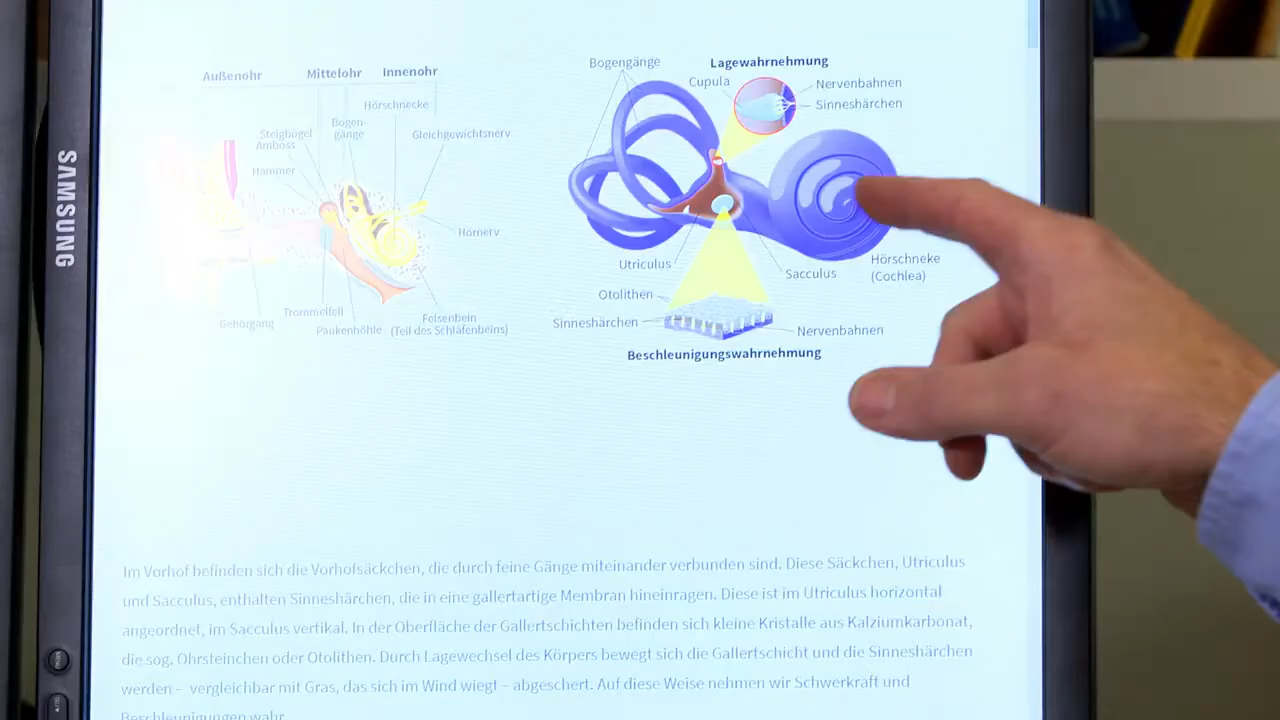 SAMSUNG
Außenohr
Mittelohr
Innenohr
Hörschnecke
Bogen-
gänge
Steigbügel
Amboss
Gleichgewichtsnerv
Hammer
Hörnerv
Trommelfell
Gehörgang
Paukenhöhle
Felsenbein
(Teil des Schläfenbeins)
Bogengänge
Lagewahrnehmung
Cupula
Nervenbahnen
Sinneshärchen
Utriculus
Sacculus
Hörschneke
(Cochlea)
Otolithen
Sinneshärchen
Nervenbahnen
Beschleunigungswahrnehmung
Im Vorhof befinden sich die Vorhofsäckchen, die durch feine Gänge miteinander verbunden sind. Diese Säckchen, Utriculus
und Sacculus, enthalten Sinneshärchen, die in eine gallertartige Membran hineinragen. Diese ist im Utriculus horizontal
angeordnet, im Sacculus vertikal. In der Oberfläche der Gallertschichten befinden sich kleine Kristalle aus Kalziumkarbonat,
die sog. Ohrsteinchen oder Otolithen. Durch Lagewechsel des Körpers bewegt sich die Gallertschicht und die Sinneshärchen
werden – vergleichbar mit Gras, das sich im Wind wiegt – abgeschert. Auf diese Weise nehmen wir Schwerkraft und
Beschleunigungen wahr.